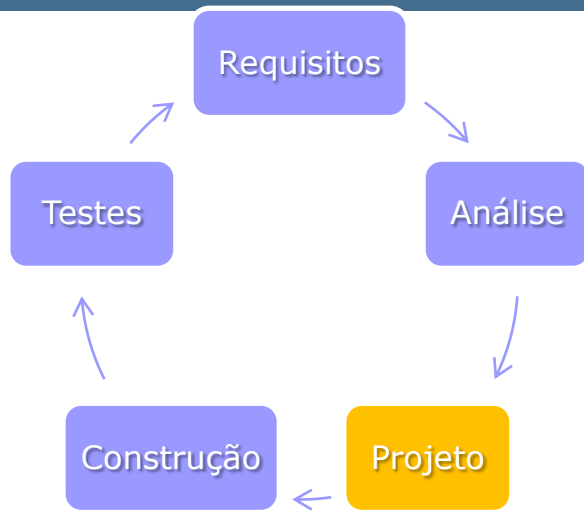 Requisitos
Testes
Análise
Construção
Projeto